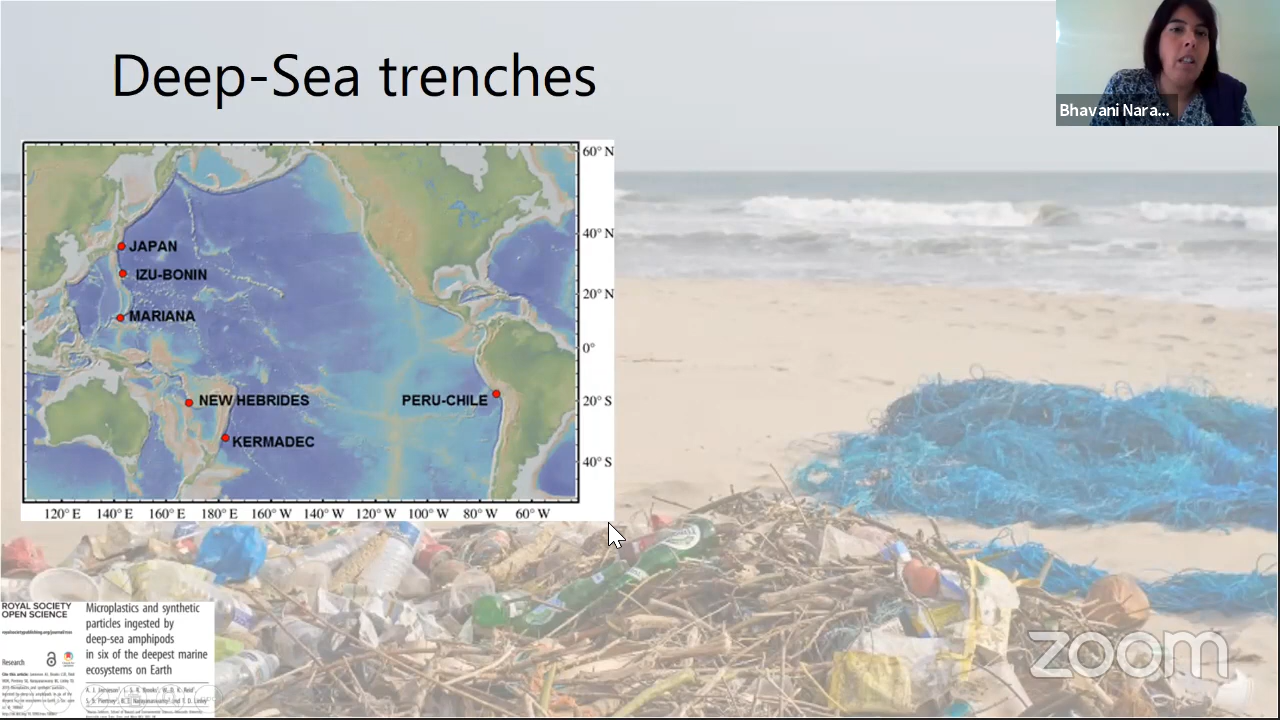 Deep-Sea trenches
Bhavani Nara...
60° N
JAPAN
40° N
IZU-BONIN
20° N
MARIANA
0°
NEW HEBRIDES
PERU-CHILE
20° S
KERMADEC
40° S
120° E 140° E 160° E 180° E 160° W 140° W 120° W 100° W 80° W 60° W
ROYAL SOCIETY
OPEN SCIENCE
Research
Microplastics and synthetic
particles ingested by
deep-sea amphipods
in six of the deepest marine
ecosystems on Earth
zoom